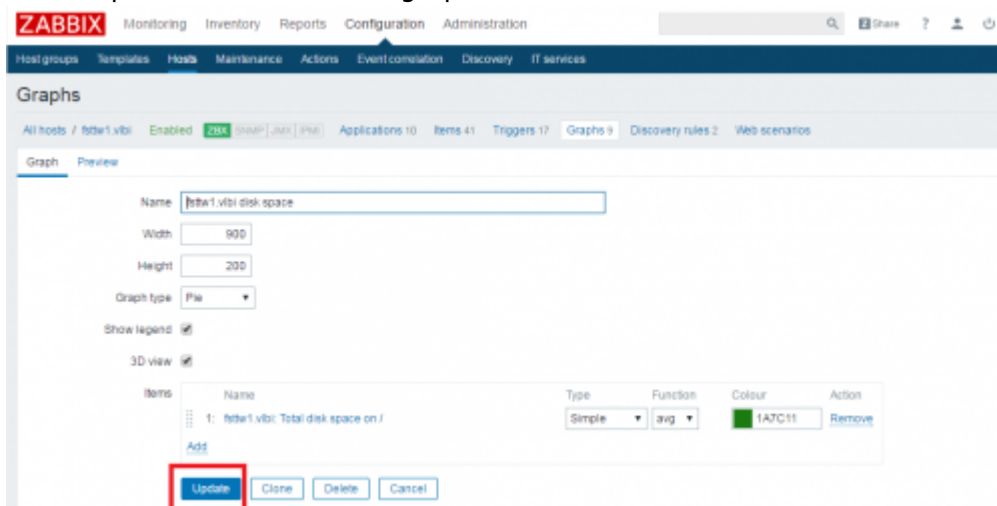 ZABBIX Monitoring Inventory Reports Configuration Administration Share ?
Host groups Templates Hosts Maintenance Actions Event correlation Discovery IT services
Graphs
All hosts / fsttw1.vlbi Enabled ZBX SNMP JMX IPMI Applications 10 Items 41 Triggers 17 Graphs 9 Discovery rules 2 Web scenarios
Graph Preview
Name fsttw1.vlbi disk space
Width 900
Height 200
Graph type Pie
Show legend
3D view
Items Name Type Function Colour Action
1: fsttw1.vlbi: Total disk space on / Simple avg 1A7C11 Remove
Add
Update Clone Delete Cancel